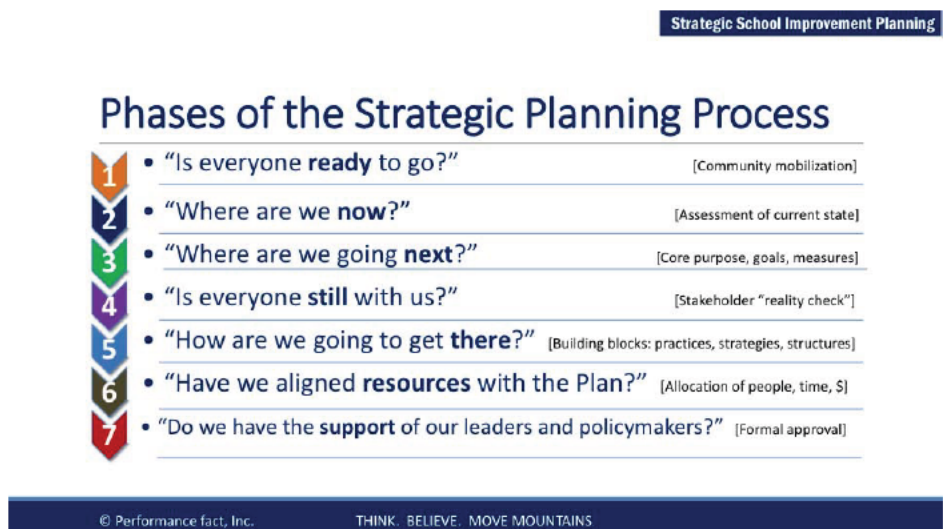 Strategic School Improvement Planning
Phases of the Strategic Planning Process
1 • “Is everyone ready to go?” [Community mobilization]
2 • “Where are we now?” [Assessment of current state]
3 • “Where are we going next?” [Core purpose, goals, measures]
4 • “Is everyone still with us?” [Stakeholder “reality check”]
5 • “How are we going to get there?” [Building blocks: practices, strategies, structures]
6 • “Have we aligned resources with the Plan?” [Allocation of people, time, $]
7 • “Do we have the support of our leaders and policymakers?” [Formal approval]
© Performance fact, Inc. THINK. BELIEVE. MOVE MOUNTAINS